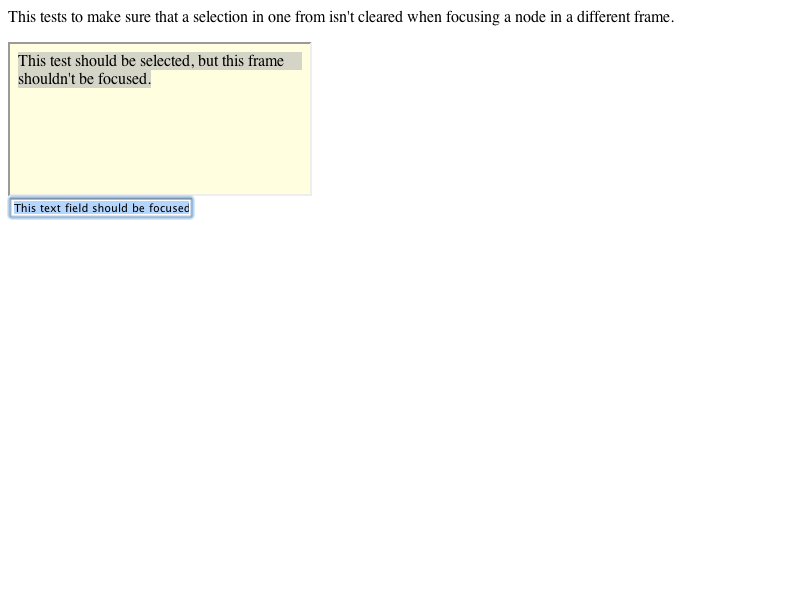 This tests to make sure that a selection in one from isn't cleared when focusing a node in a different frame.
This test should be selected, but this frame
shouldn't be focused.
This text field should be focused